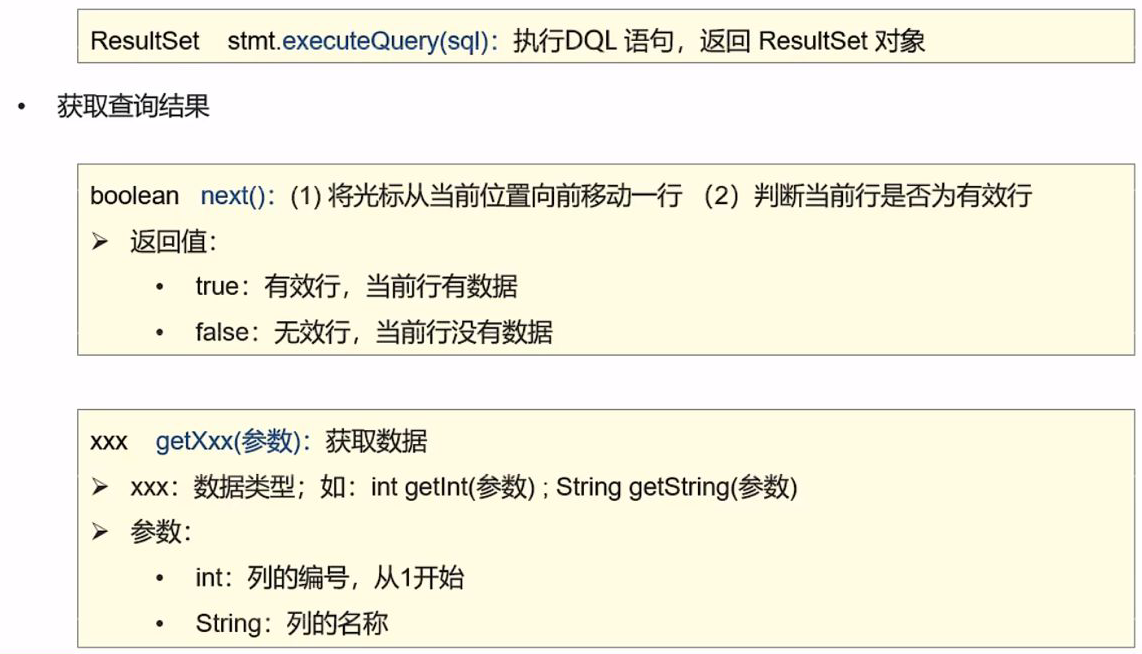 ResultSet stmt.executeQuery(sql)：执行DQL 语句，返回 ResultSet 对象
• 获取查询结果
boolean next()：(1) 将光标从当前位置向前移动一行 （2）判断当前行是否为有效行
➢ 返回值：
• true：有效行，当前行有数据
• false：无效行，当前行没有数据
xxx getXxx(参数)：获取数据
➢ xxx：数据类型；如：int getInt(参数) ; String getString(参数)
➢ 参数：
• int：列的编号，从1开始
• String：列的名称